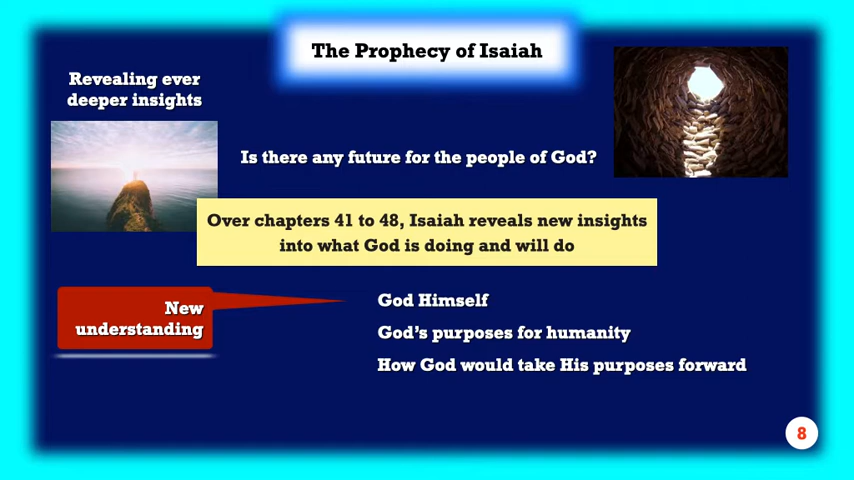 The Prophecy of Isaiah
Revealing ever
deeper insights
Is there any future for the people of God?
Over chapters 41 to 48, Isaiah reveals new insights
into what God is doing and will do
New
understanding
God Himself
God’s purposes for humanity
How God would take His purposes forward
8